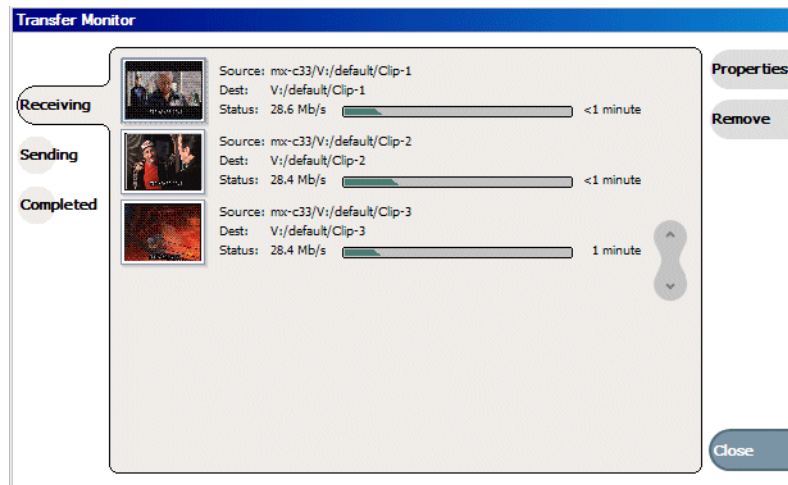 Transfer Monitor
Receiving
Sending
Completed
Source: mx-c33/V:/default/Clip-1
Dest: V:/default/Clip-1
Status: 28.6 Mb/s <1 minute
Source: mx-c33/V:/default/Clip-2
Dest: V:/default/Clip-2
Status: 28.4 Mb/s <1 minute
Source: mx-c33/V:/default/Clip-3
Dest: V:/default/Clip-3
Status: 28.4 Mb/s 1 minute
Properties
Remove
Close